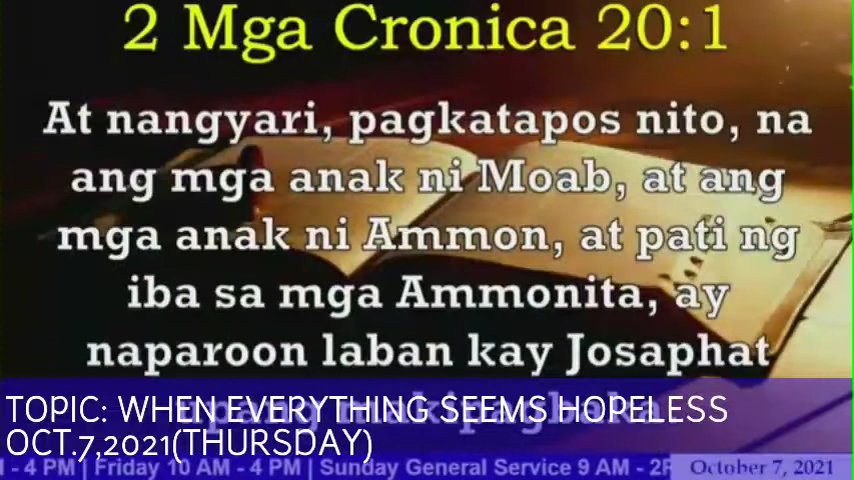 2 Mga Cronica 20:1
At nangyari, pagkatapos nito, na
ang mga anak ni Moab, at ang
mga anak ni Ammon, at pati ng
iba sa mga Ammonita, ay
naparoon laban kay Josaphat
upang makipagbaka.
TOPIC: WHEN EVERYTHING SEEMS HOPELESS
OCT.7,2021(THURSDAY)
- 4 PM | Friday 10 AM - 4 PM | Sunday General Service 9 AM - 2P
October 7, 2021